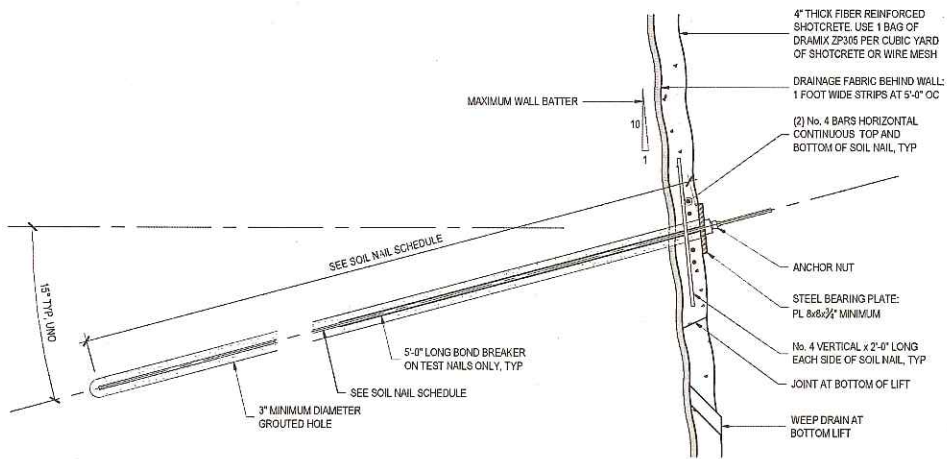 4" THICK FIBER REINFORCED
SHOTCRETE. USE 1 BAG OF
DRAMIX ZP305 PER CUBIC YARD
OF SHOTCRETE OR WIRE MESH
DRAINAGE FABRIC BEHIND WALL:
1 FOOT WIDE STRIPS AT 5'-0" OC
MAXIMUM WALL BATTER
10
1
(2) No. 4 BARS HORIZONTAL
CONTINUOUS TOP AND
BOTTOM OF SOIL NAIL, TYP
SEE SOIL NAIL SCHEDULE
15° TYP, UNO
ANCHOR NUT
STEEL BEARING PLATE:
PL 8x8x¾" MINIMUM
5'-0" LONG BOND BREAKER
ON TEST NAILS ONLY, TYP
No. 4 VERTICAL x 2'-0" LONG
EACH SIDE OF SOIL NAIL, TYP
SEE SOIL NAIL SCHEDULE
JOINT AT BOTTOM OF LIFT
3" MINIMUM DIAMETER
GROUTED HOLE
WEEP DRAIN AT
BOTTOM LIFT